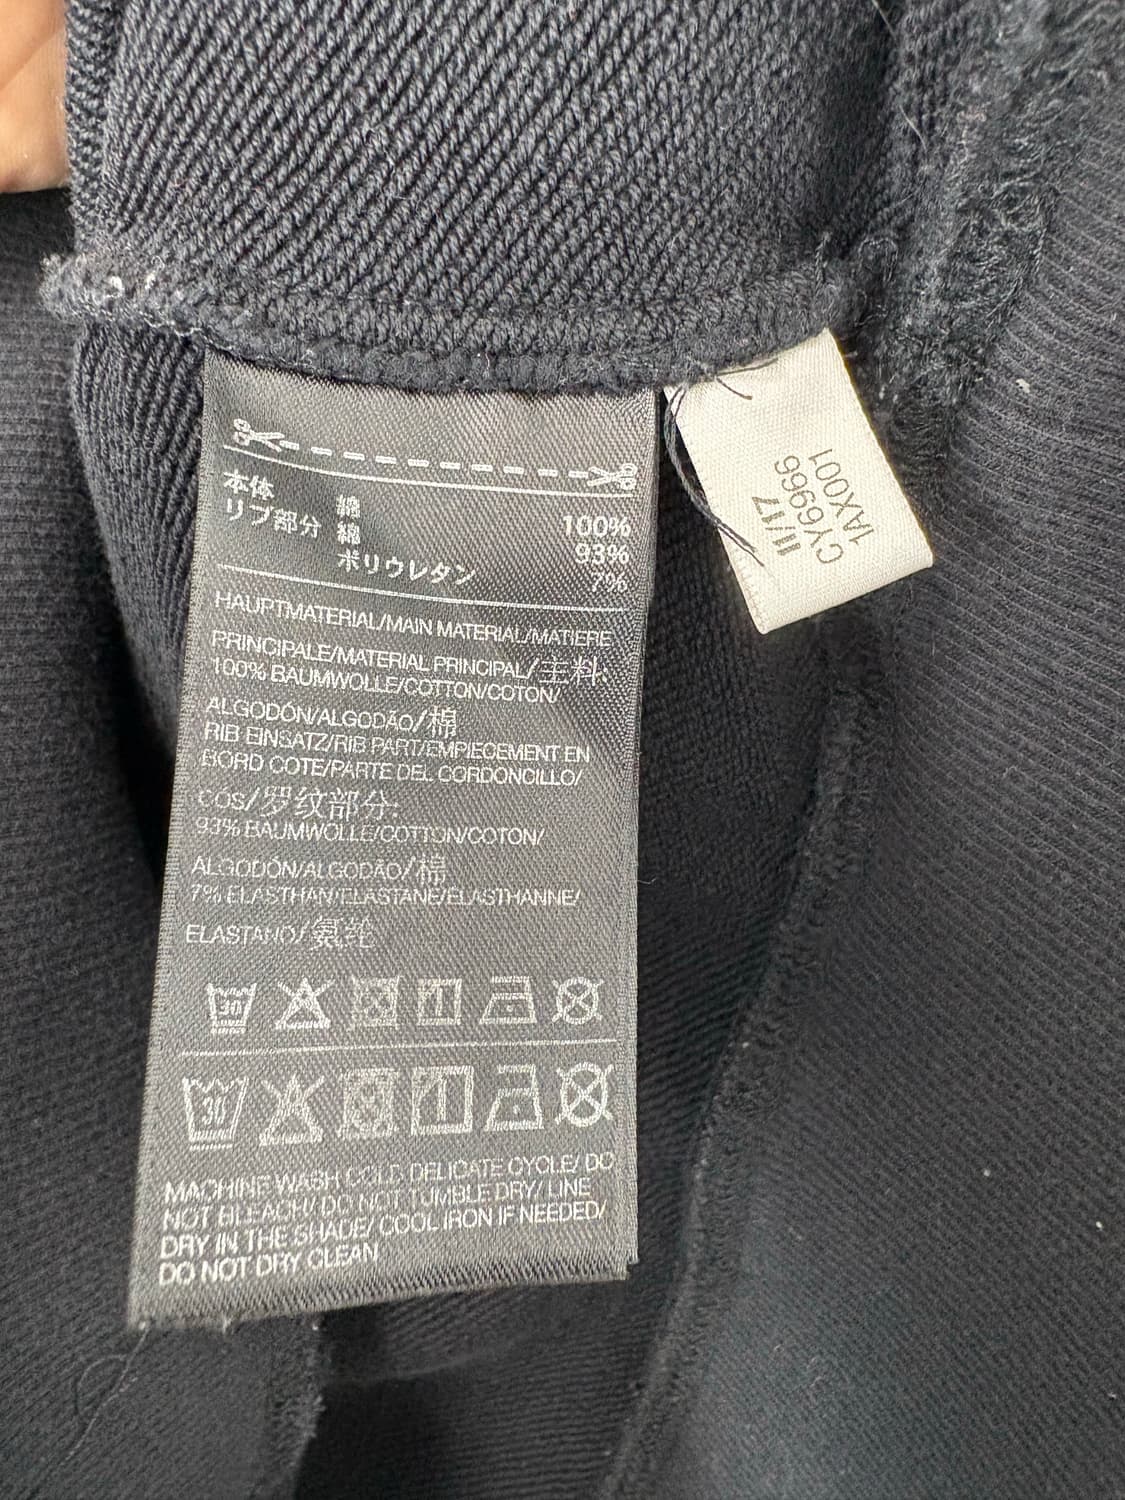 本体 綿 100%
リブ部分 綿 93%
ポリウレタン 7%
HAUPTMATERIAL/MAIN MATERIAL/MATIERE
PRINCIPALE/MATERIAL PRINCIPAL/主料:
100% BAUMWOLLE/COTTON/COTON/
ALGODÓN/ALGODÃO/棉
RIB EINSATZ/RIB PART/EMPIECEMENT EN
BORD COTE/PARTE DEL CORDONCILLO/
COS/罗纹部分:
93% BAUMWOLLE/COTTON/COTON/
ALGODÓN/ALGODÃO/棉
7% ELASTHAN/ELASTANE/ELASTHANNE/
ELASTANO/氨纶
30
30
MACHINE WASH COLD DELICATE CYCLE/ DO
NOT BLEACH/ DO NOT TUMBLE DRY/ LINE
DRY IN THE SHADE/ COOL IRON IF NEEDED/
DO NOT DRY CLEAN
11/17
CY6966
1AX001